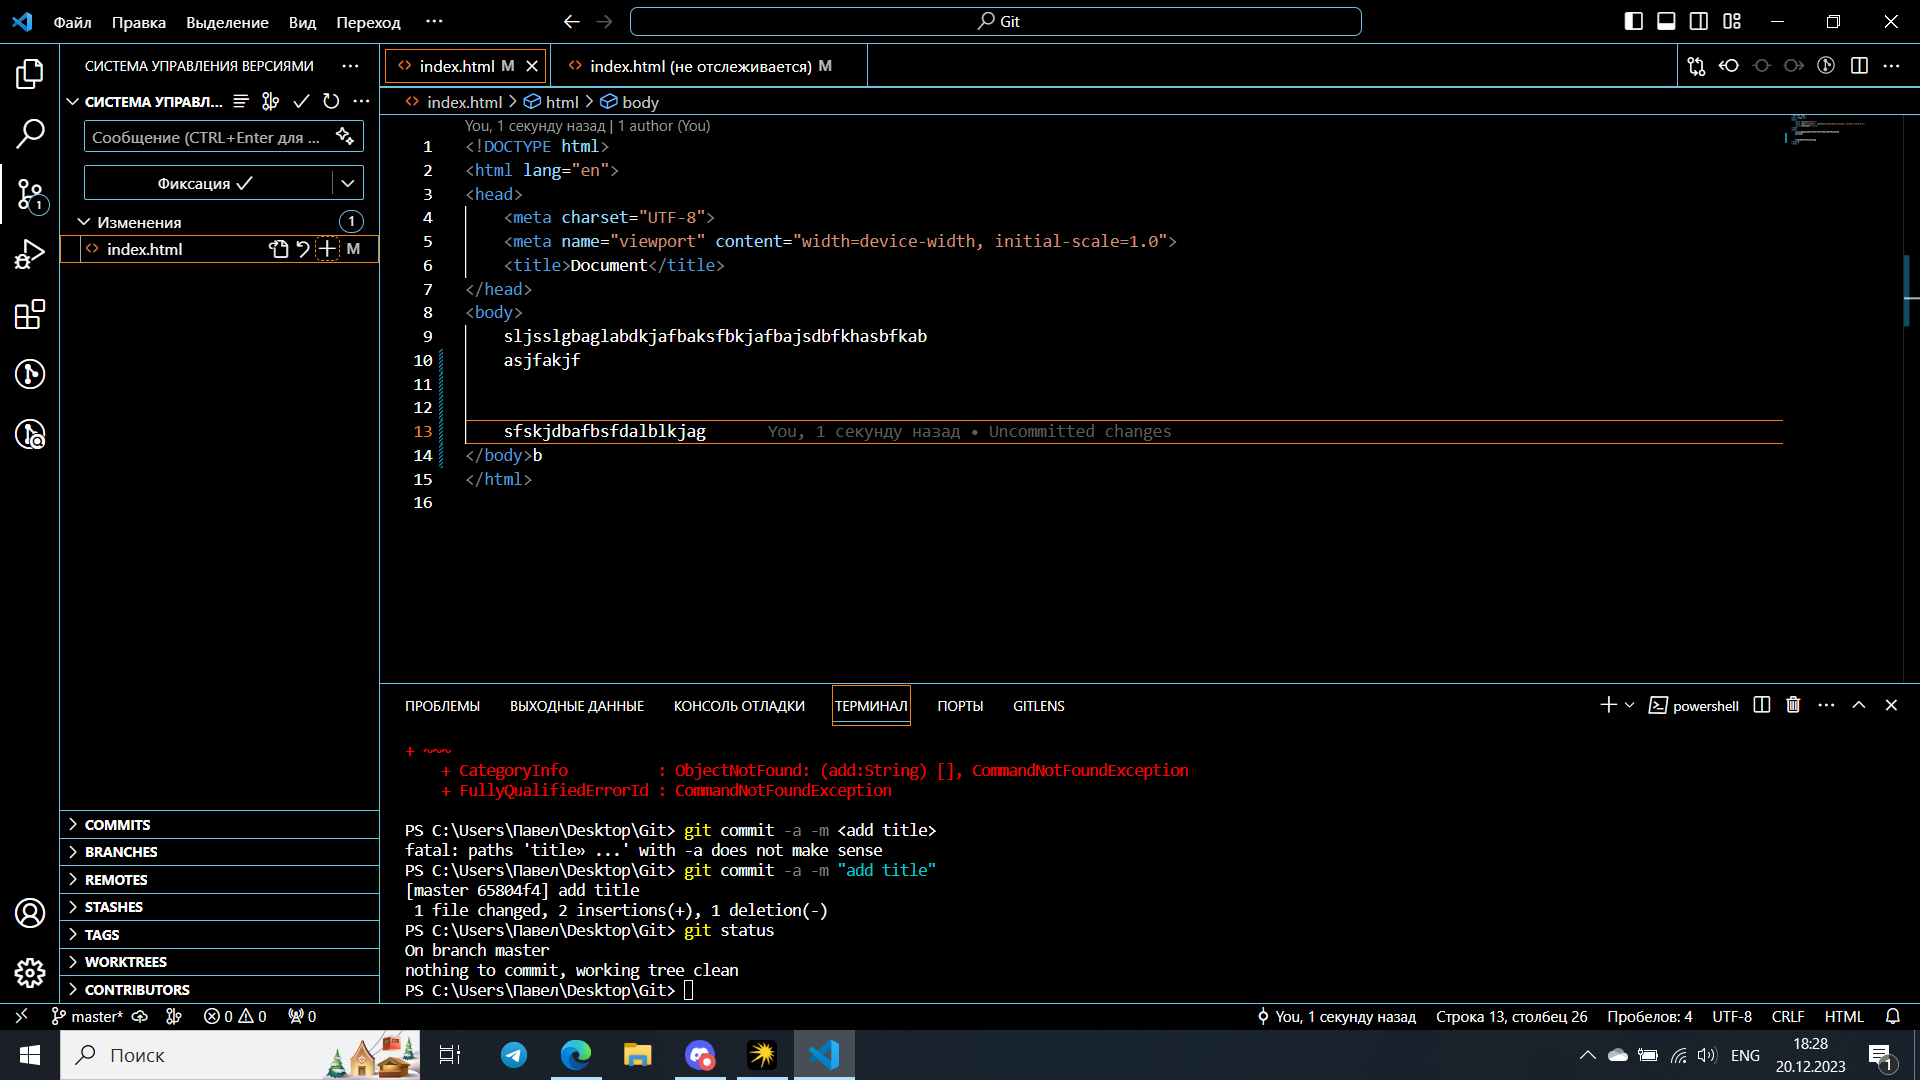 Файл Правка Выделение Вид Переход ··· Git
СИСТЕМА УПРАВЛЕНИЯ ВЕРСИЯМИ ···
СИСТЕМА УПРАВЛ... ···
Сообщение (CTRL+Enter для ...
Фиксация
Изменения 1
index.html M
1
COMMITS
BRANCHES
REMOTES
STASHES
TAGS
WORKTREES
CONTRIBUTORS
index.html M index.html (не отслеживается) M ···
index.html > html > body
You, 1 секунду назад | 1 author (You)
1 <!DOCTYPE html>
2 <html lang="en">
3 <head>
4 <meta charset="UTF-8">
5 <meta name="viewport" content="width=device-width, initial-scale=1.0">
6 <title>Document</title>
7 </head>
8 <body>
9 sljsslgbaglabdkjafbaksfbkjafbajsdbfkhasbfkab
10 asjfakjf
11
12
13 sfskjdbafbsfdalblkjag You, 1 секунду назад • Uncommitted changes
14 </body>b
15 </html>
16
ПРОБЛЕМЫ ВЫХОДНЫЕ ДАННЫЕ КОНСОЛЬ ОТЛАДКИ ТЕРМИНАЛ ПОРТЫ GITLENS powershell ···
+ ~~~
+ CategoryInfo : ObjectNotFound: (add:String) [], CommandNotFoundException
+ FullyQualifiedErrorId : CommandNotFoundException
PS C:\Users\Павел\Desktop\Git> git commit -a -m <add title>
fatal: paths 'title» ...' with -a does not make sense
PS C:\Users\Павел\Desktop\Git> git commit -a -m "add title"
[master 65804f4] add title
1 file changed, 2 insertions(+), 1 deletion(-)
PS C:\Users\Павел\Desktop\Git> git status
On branch master
nothing to commit, working tree clean
PS C:\Users\Павел\Desktop\Git>
master* 0 0 0 You, 1 секунду назад Строка 13, столбец 26 Пробелов: 4 UTF-8 CRLF HTML
Поиск ENG 18:28
20.12.2023 1